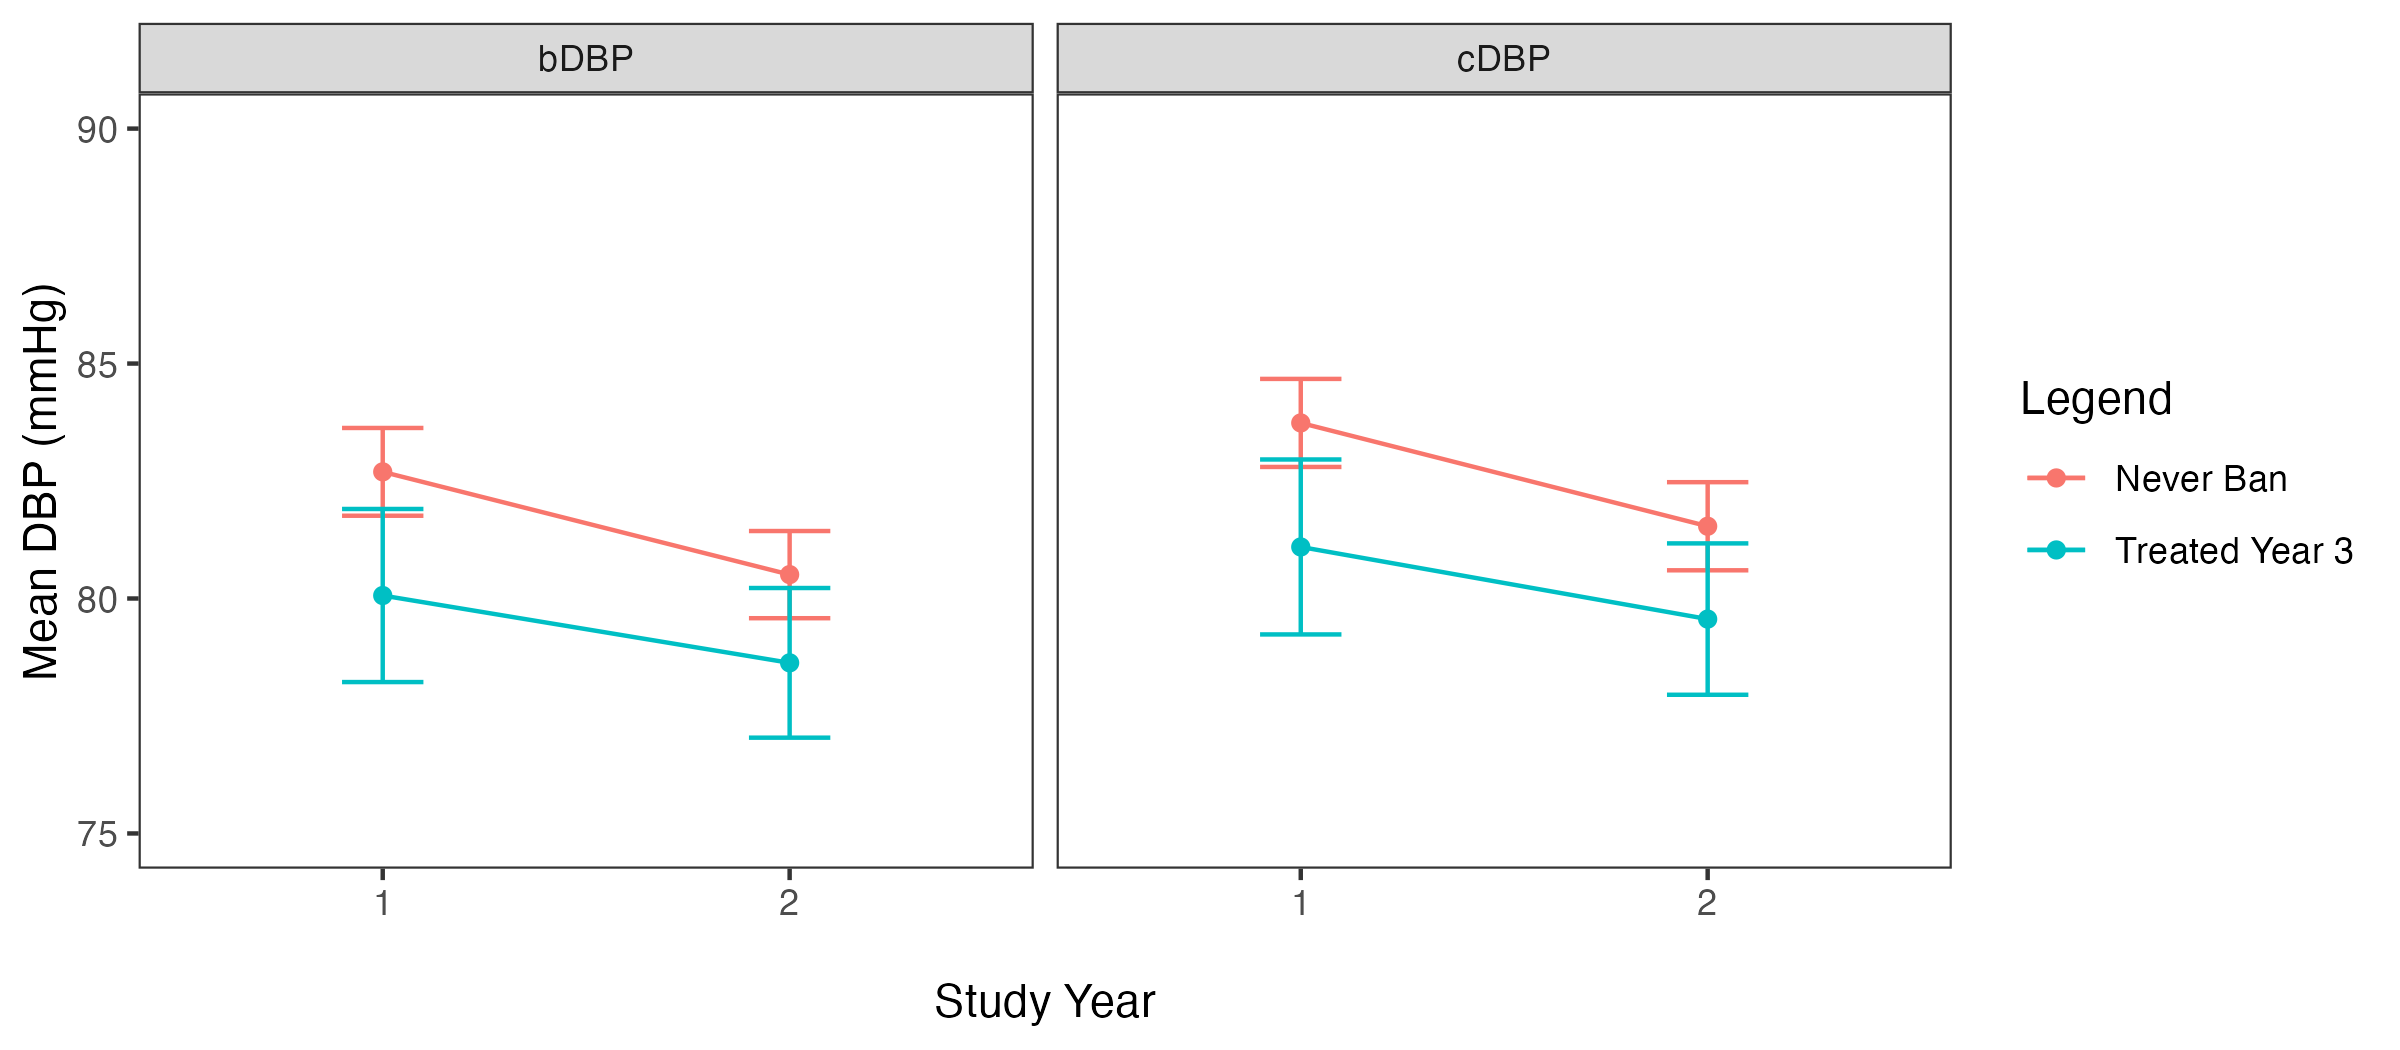 bDBP
cDBP
90
85
80
75
Mean DBP (mmHg)
1
2
1
2
Study Year
Legend
Never Ban
Treated Year 3